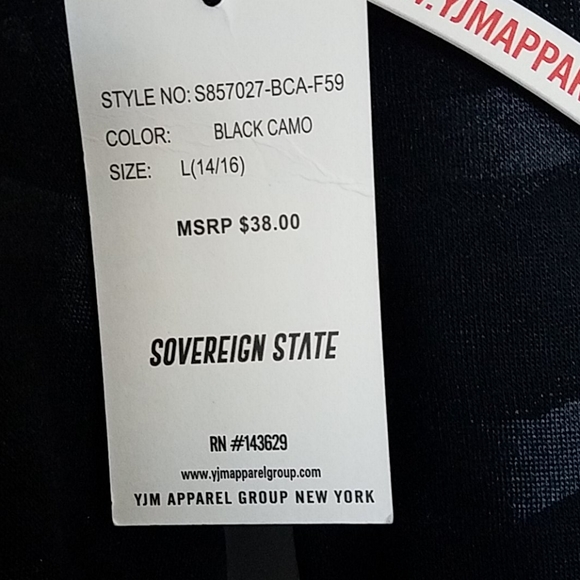 .YJMAPPAR
STYLE NO: S857027-BCA-F59
COLOR: BLACK CAMO
SIZE: L(14/16)
MSRP $38.00
SOVEREIGN STATE
RN #143629
www.yjmapparelgroup.com
YJM APPAREL GROUP NEW YORK